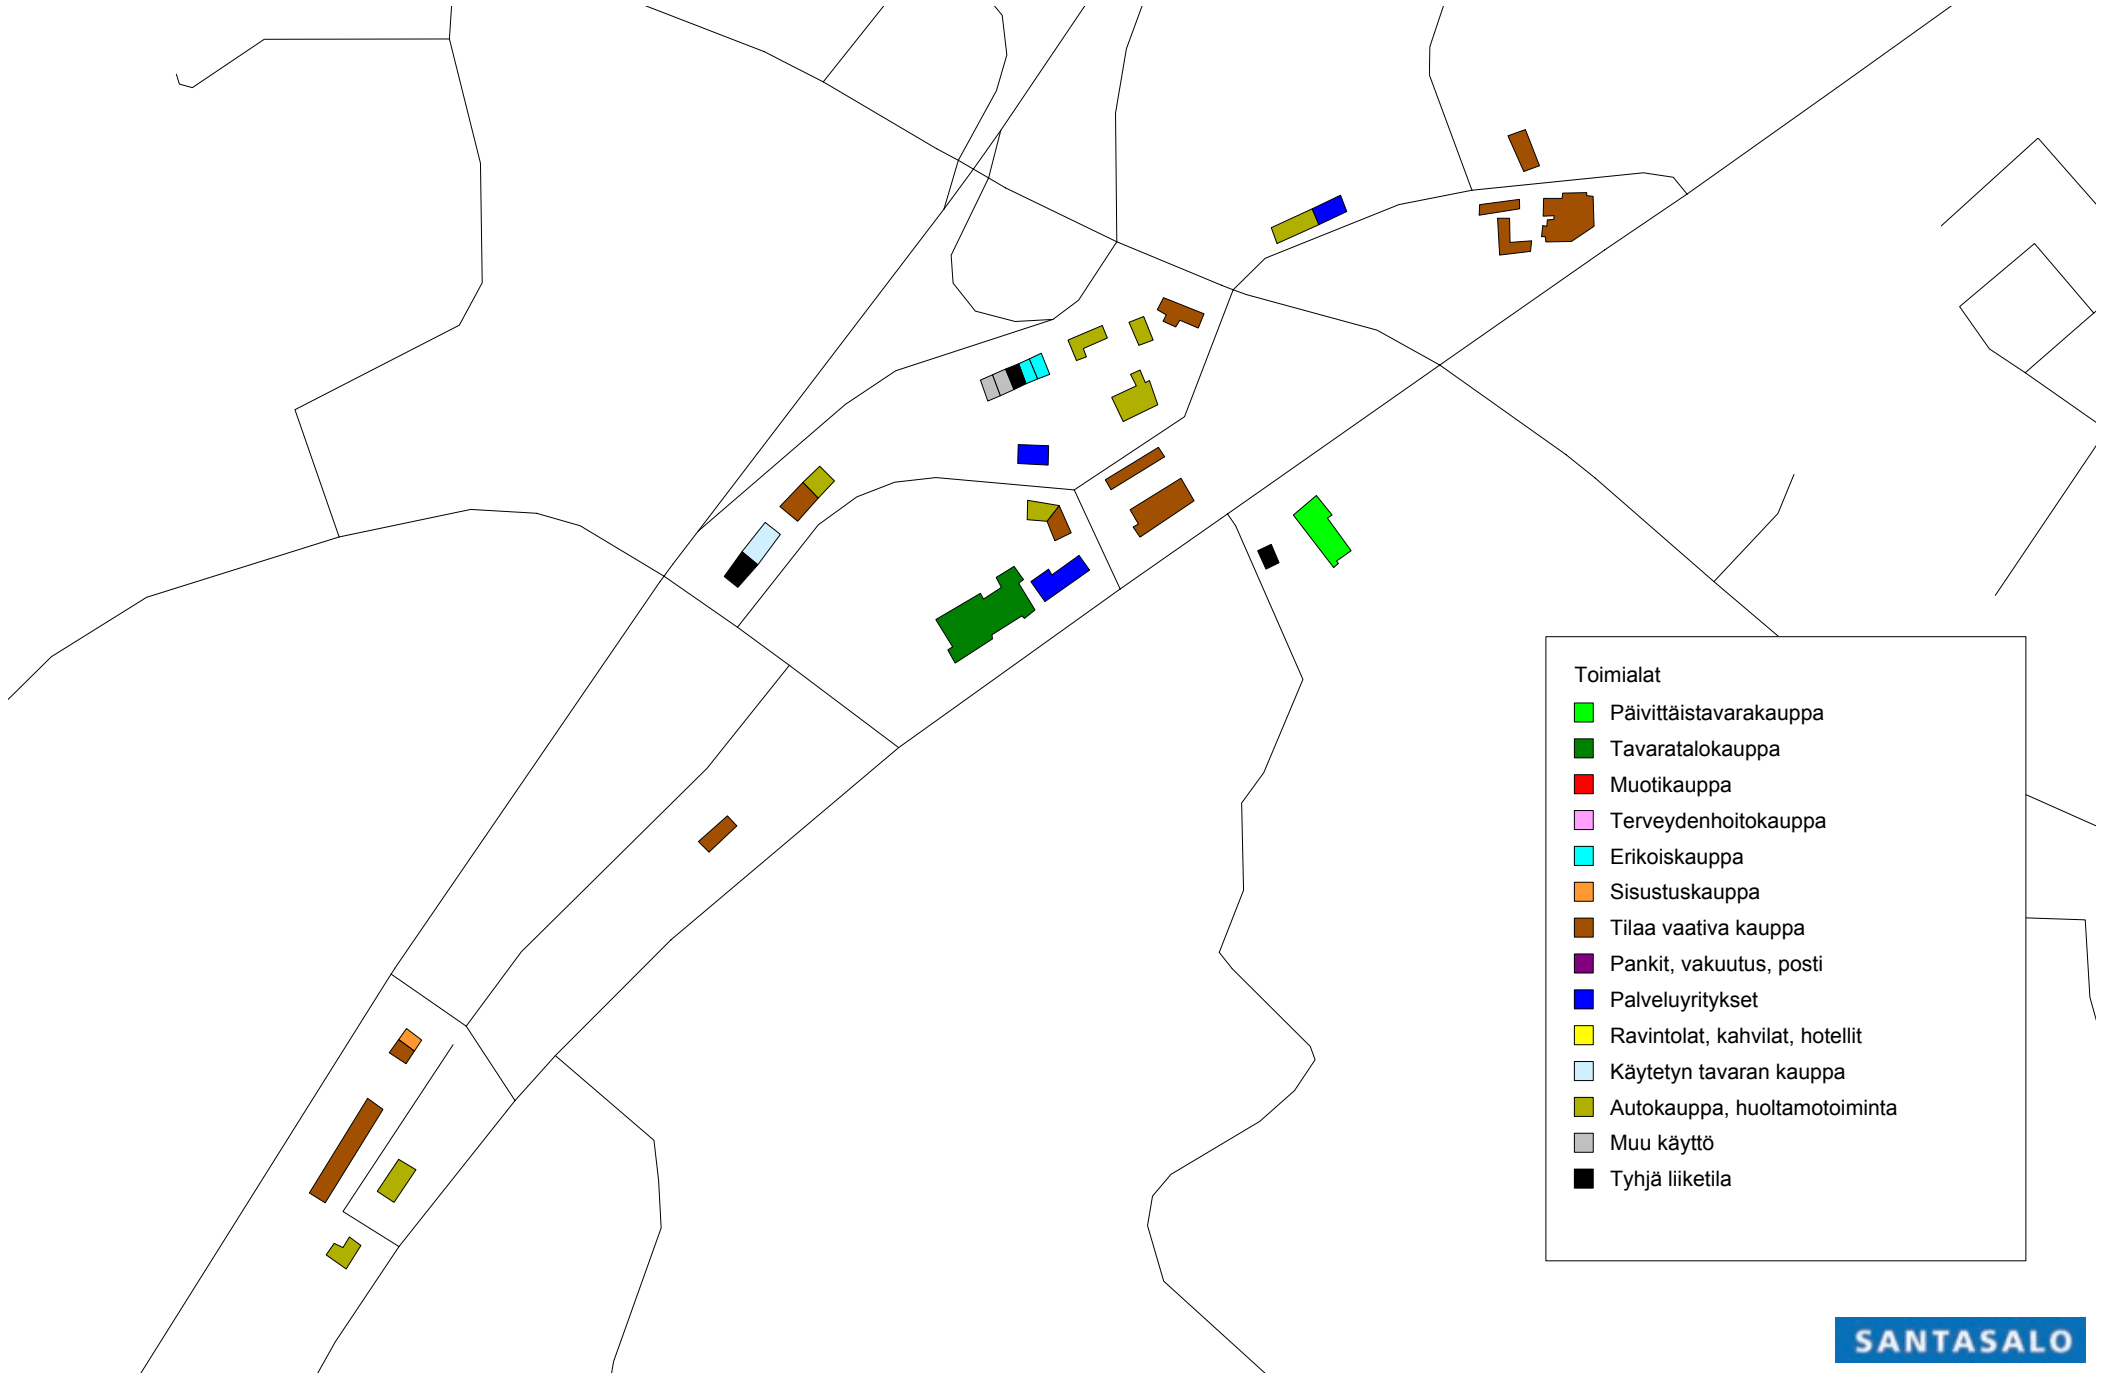 Toimialat
Päivittäistavarakauppa
Tavaratalokauppa
Muotikauppa
Terveydenhoitokauppa
Erikoiskauppa
Sisustuskauppa
Tilaa vaativa kauppa
Pankit, vakuutus, posti
Palveluyritykset
Ravintolat, kahvilat, hotellit
Käytetyn tavaran kauppa
Autokauppa, huoltamotoiminta
Muu käyttö
Tyhjä liiketila
SANTASALO